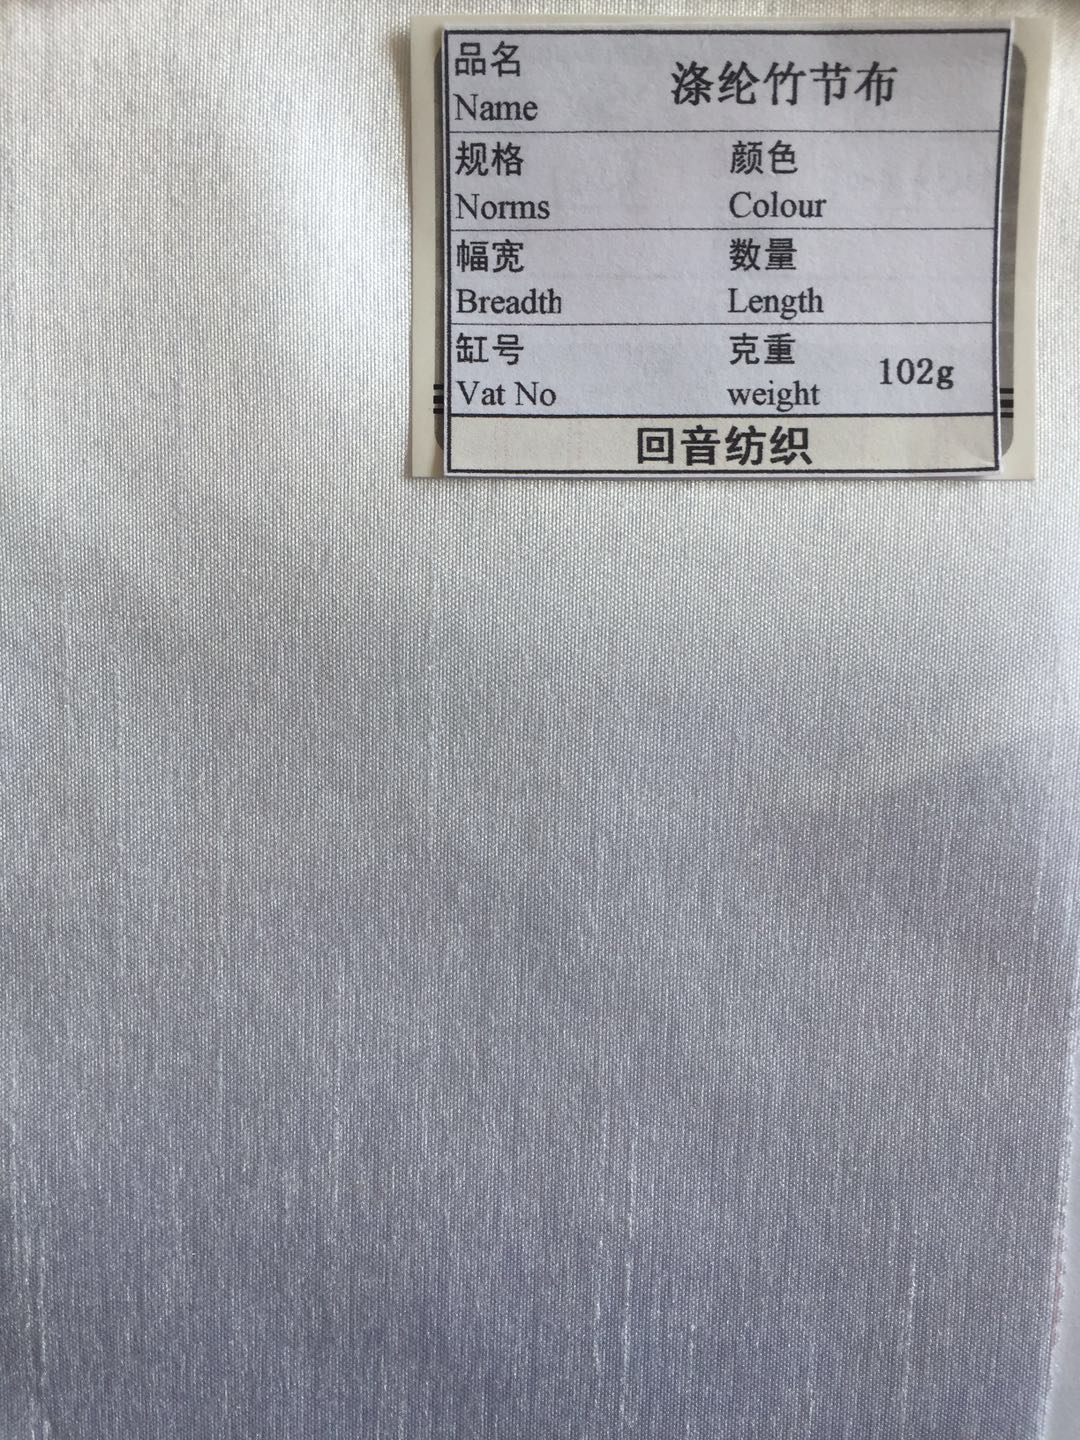 品名 涤纶竹节布
Name
规格 颜色
Norms Colour
幅宽 数量
Breadth Length
缸号 克重 102g
Vat No weight
回音纺织